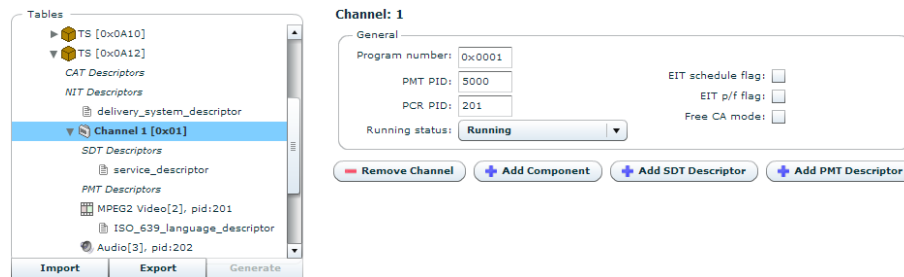 Tables
TS [0x0A10]
TS [0x0A12]
CAT Descriptors
NIT Descriptors
delivery_system_descriptor
Channel 1 [0x01]
SDT Descriptors
service_descriptor
PMT Descriptors
MPEG2 Video[2], pid:201
ISO_639_language_descriptor
Audio[3], pid:202
Import Export Generate
Channel: 1
General
Program number: 0x0001
PMT PID: 5000
PCR PID: 201
Running status: Running
EIT schedule flag:
EIT p/f flag:
Free CA mode:
Remove Channel Add Component Add SDT Descriptor Add PMT Descriptor